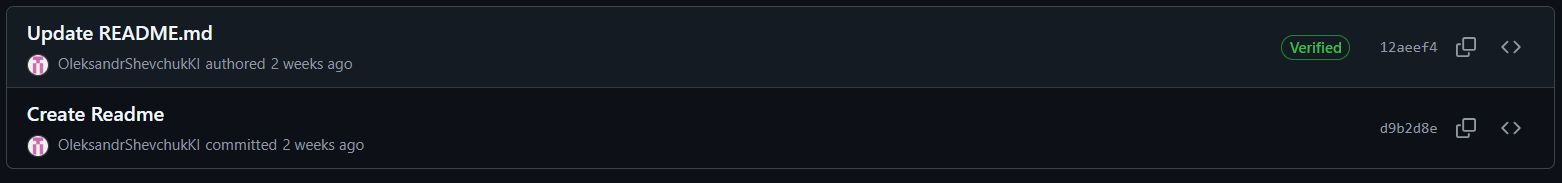 Update README.md
OleksandrShevchukKI authored 2 weeks ago
Verified
12aeef4
Create Readme
OleksandrShevchukKI committed 2 weeks ago
d9b2d8e